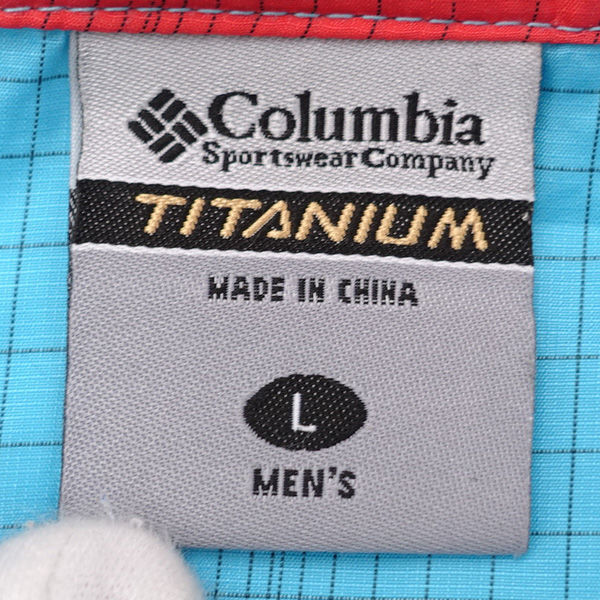 Columbia
Sportswear Company
TITANIUM
MADE IN CHINA
L
MEN'S